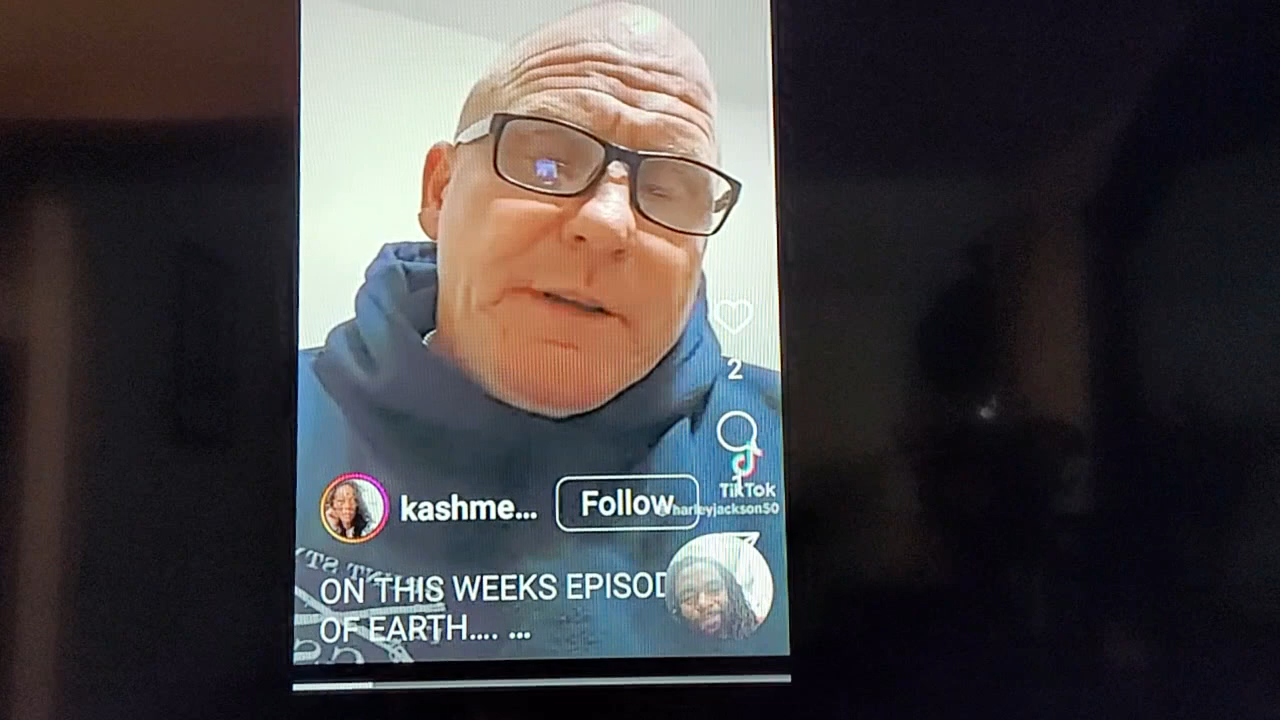 2
TikTok
kashme... Follow
harleyjackson50
ON THIS WEEKS EPISOD
OF EARTH.... ...